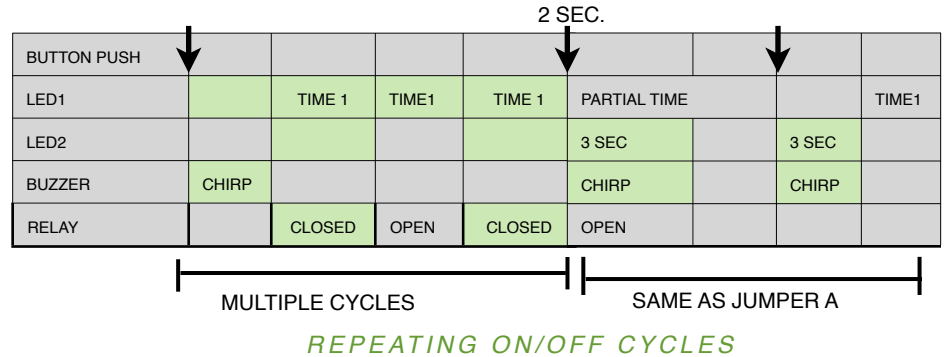 2 SEC.
BUTTON PUSH
LED1 TIME 1 TIME1 TIME 1 PARTIAL TIME TIME1
LED2 3 SEC 3 SEC
BUZZER CHIRP CHIRP CHIRP
RELAY CLOSED OPEN CLOSED OPEN
MULTIPLE CYCLES SAME AS JUMPER A
REPEATING ON/OFF CYCLES